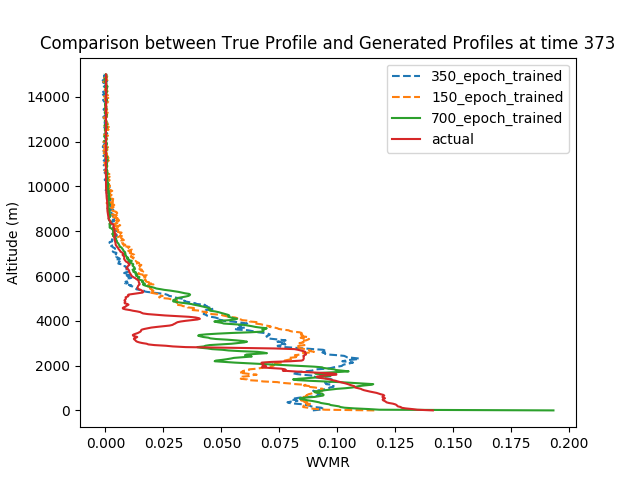 Comparison between True Profile and Generated Profiles at time 373
350_epoch_trained
150_epoch_trained
700_epoch_trained
actual
Altitude (m)
14000
12000
10000
8000
6000
4000
2000
0
0.000 0.025 0.050 0.075 0.100 0.125 0.150 0.175 0.200
WVMR